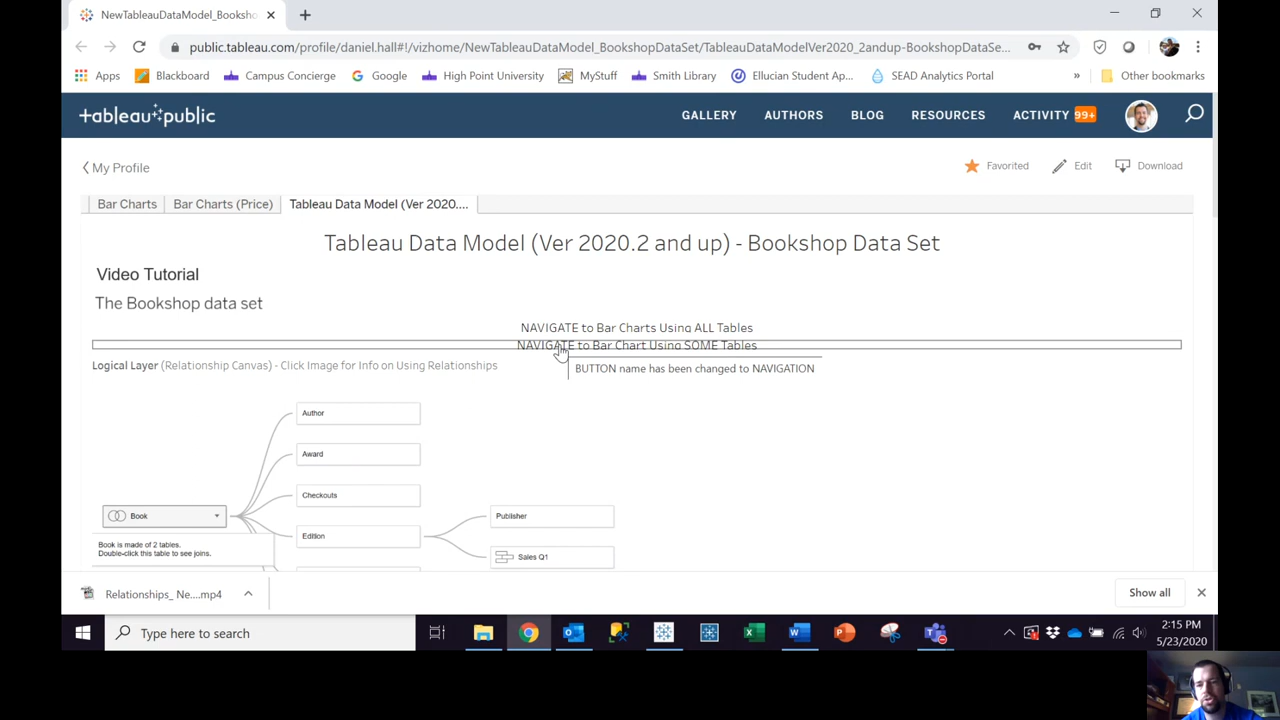 NewTableauDataModel_Booksho
public.tableau.com/profile/daniel.hall#!/vizhome/NewTableauDataModel_BookshopDataSet/TableauDataModelVer2020_2andup-BookshopDataSe...
Apps Blackboard Campus Concierge Google High Point University MyStuff Smith Library Ellucian Student Ap... SEAD Analytics Portal » Other bookmarks
+ableau+public GALLERY AUTHORS BLOG RESOURCES ACTIVITY 99+
My Profile Favorited Edit Download
Bar Charts Bar Charts (Price) Tableau Data Model (Ver 2020....
Tableau Data Model (Ver 2020.2 and up) - Bookshop Data Set
Video Tutorial
The Bookshop data set
NAVIGATE to Bar Charts Using ALL Tables
NAVIGATE to Bar Chart Using SOME Tables
Logical Layer (Relationship Canvas) - Click Image for Info on Using Relationships
BUTTON name has been changed to NAVIGATION
Author
Award
Checkouts
Book
Publisher
Edition
Book is made of 2 tables.
Double-click this table to see joins.
Sales Q1
Relationships_ Ne....mp4
Show all
Type here to search
2:15 PM
5/23/2020